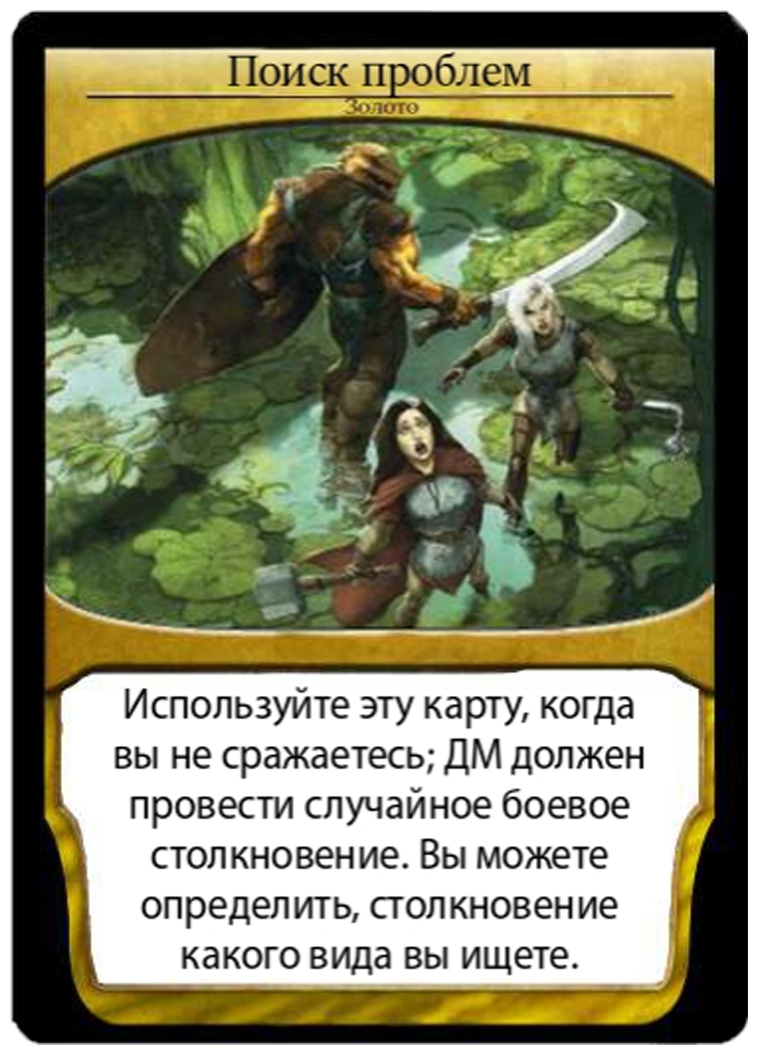 Поиск проблем
Золото
Используйте эту карту, когда
вы не сражаетесь; ДМ должен
провести случайное боевое
столкновение. Вы можете
определить, столкновение
какого вида вы ищете.